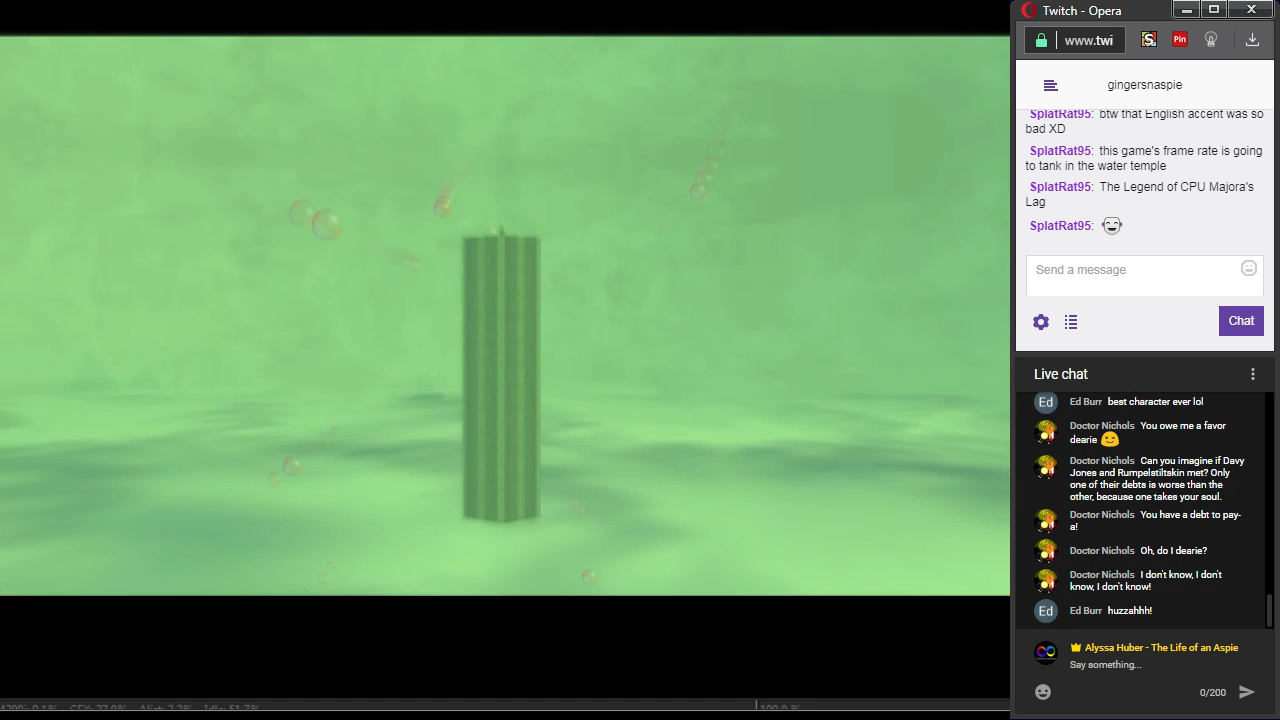 Twitch - Opera
www.twi
Pin
gingersnaspie
SplatRat95: btw that English accent was so
bad XD
SplatRat95: this game's frame rate is going
to tank in the water temple
SplatRat95: The Legend of CPU Majora's
Lag
SplatRat95:
Send a message
Chat
Live chat
Ed Ed Burr best character ever lol
Doctor Nichols You owe me a favor
dearie
Doctor Nichols Can you imagine if Davy
Jones and Rumpelstiltskin met? Only
one of their debts is worse than the
other, because one takes your soul.
Doctor Nichols You have a debt to pay-
a!
Doctor Nichols Oh, do I dearie?
Doctor Nichols I don't know, I don't
know, I don't know!
Ed Ed Burr huzzahhh!
Alyssa Huber - The Life of an Aspie
Say something...
0/200